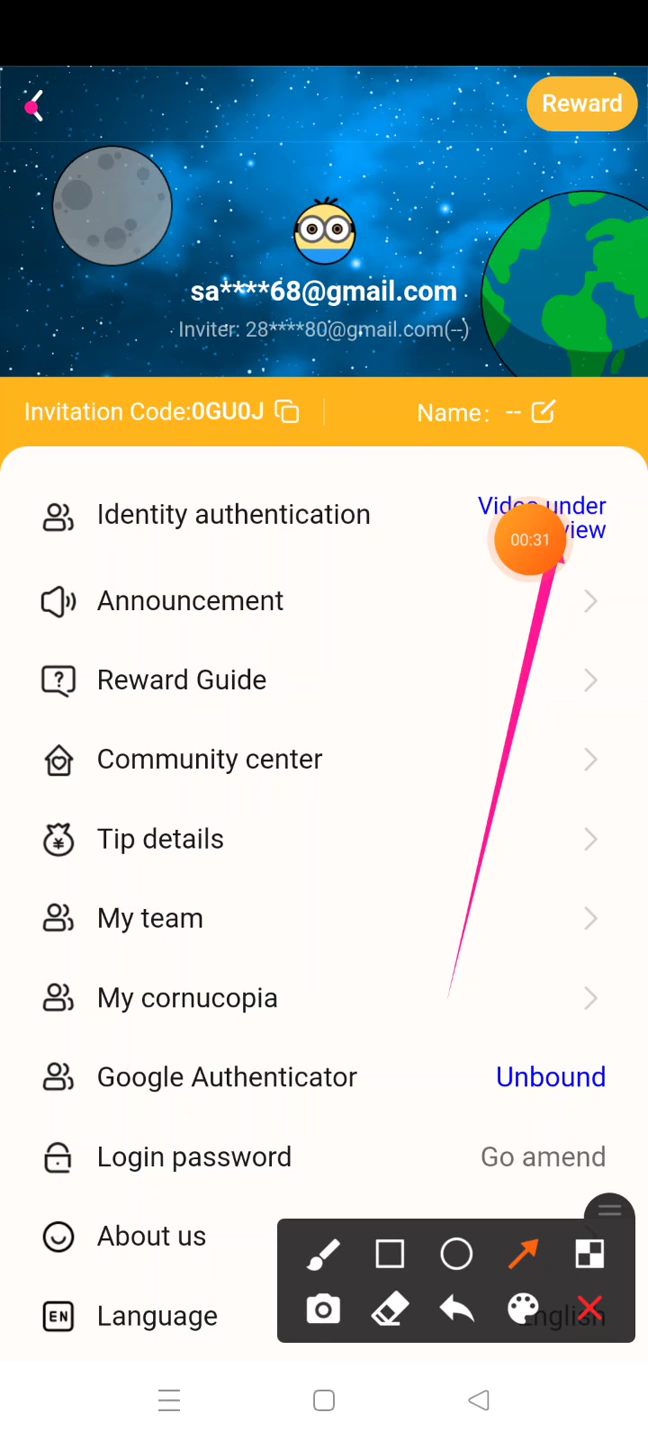 Reward
sa****68@gmail.com
Inviter: 28****80@gmail.com(--)
Invitation Code:0GU0J
Name: --
Identity authentication
Video under
00:31
Announcement
Reward Guide
Community center
Tip details
My team
My cornucopia
Google Authenticator
Unbound
Login password
Go amend
About us
EN
Language
English